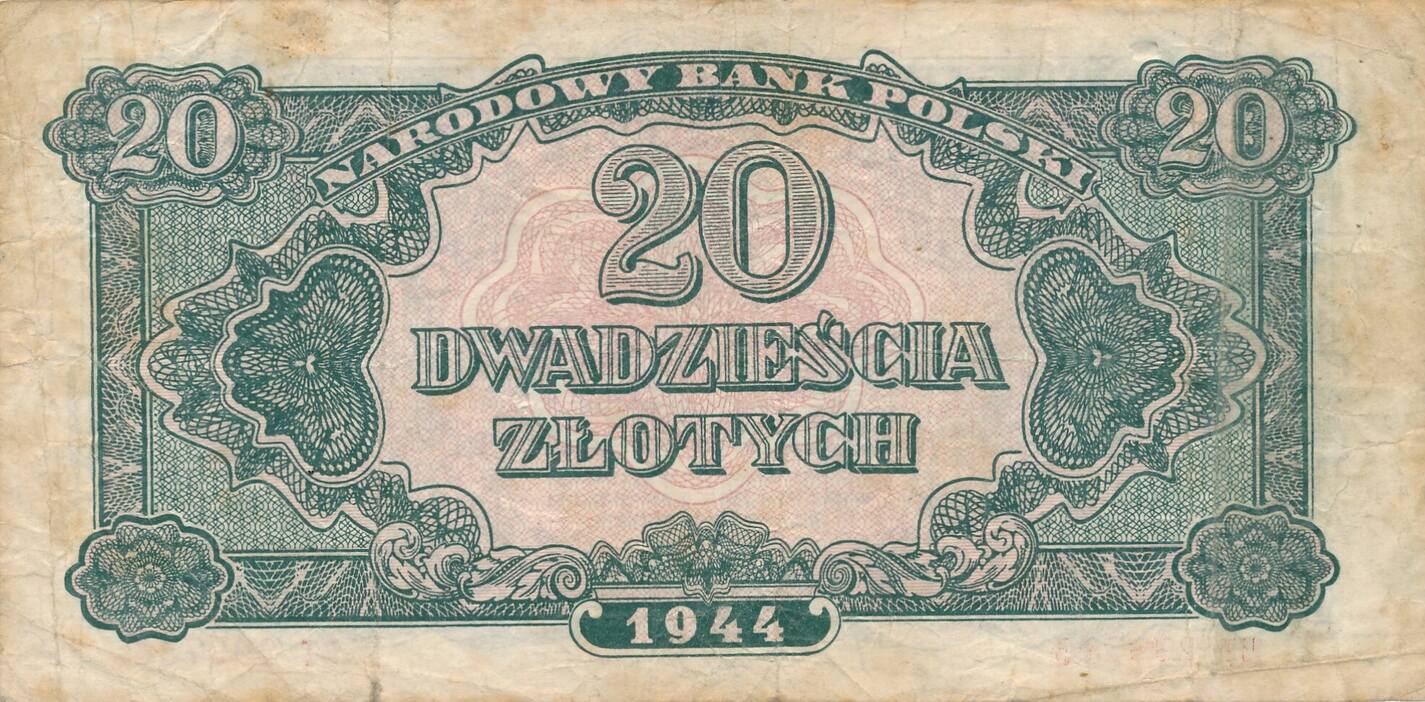 NARODOWY BANK POLSKI
20
20
20
DWADZIEŚCIA
ZŁOTYCH
1944